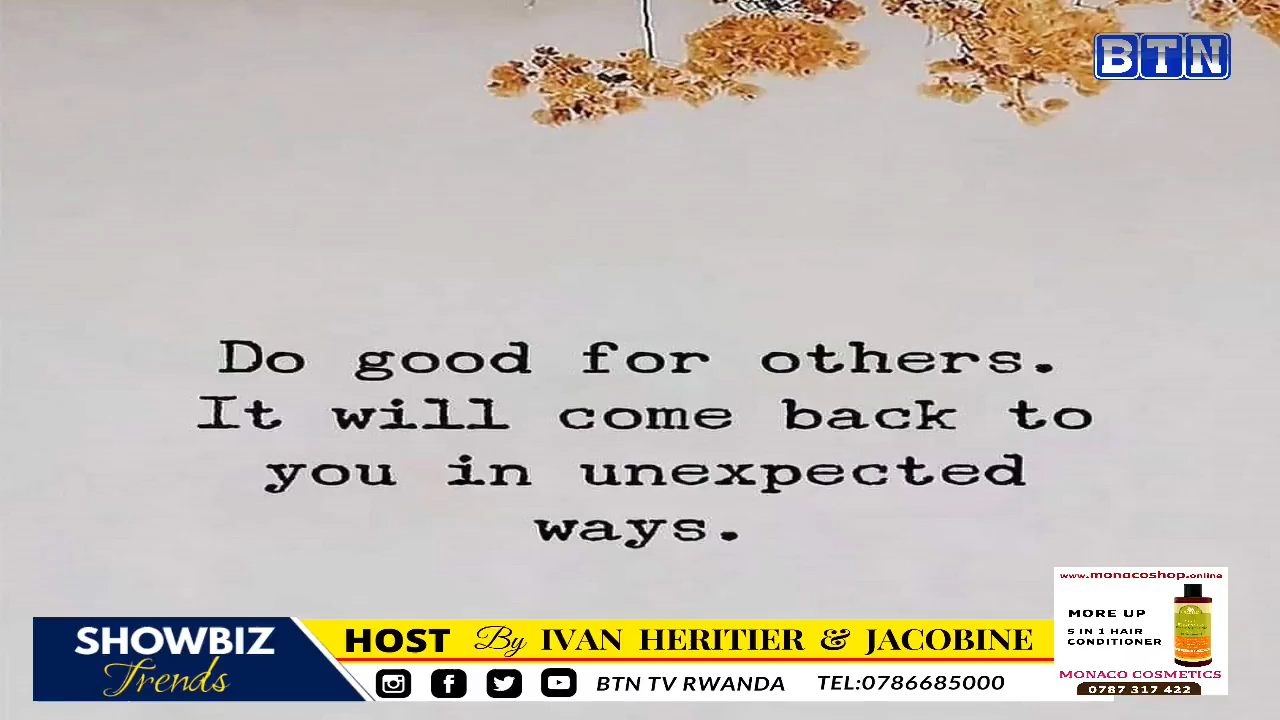 BTN
Do good for others.
It will come back to
you in unexpected
ways.
www.monacoshop.online
MORE UP
5 IN 1 HAIR
CONDITIONER
MONACO COSMETICS
0787 317 422
SHOWBIZ
Trends
HOST By IVAN HERITIER & JACOBINE
BTN TV RWANDA TEL:0786685000